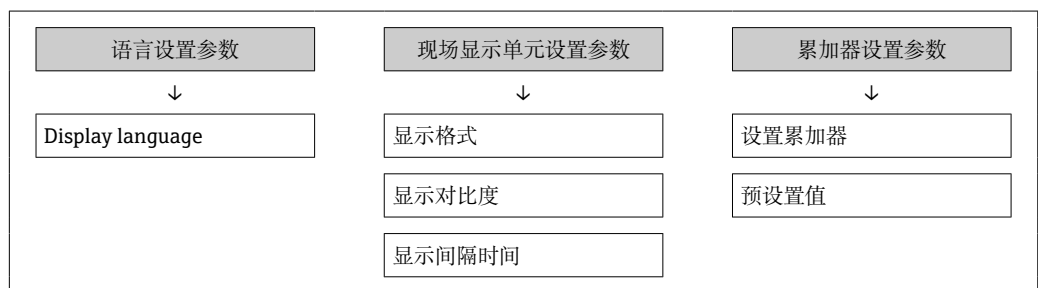 语言设置参数
↓
Display language
现场显示单元设置参数
↓
显示格式
显示对比度
显示间隔时间
累加器设置参数
↓
设置累加器
预设置值